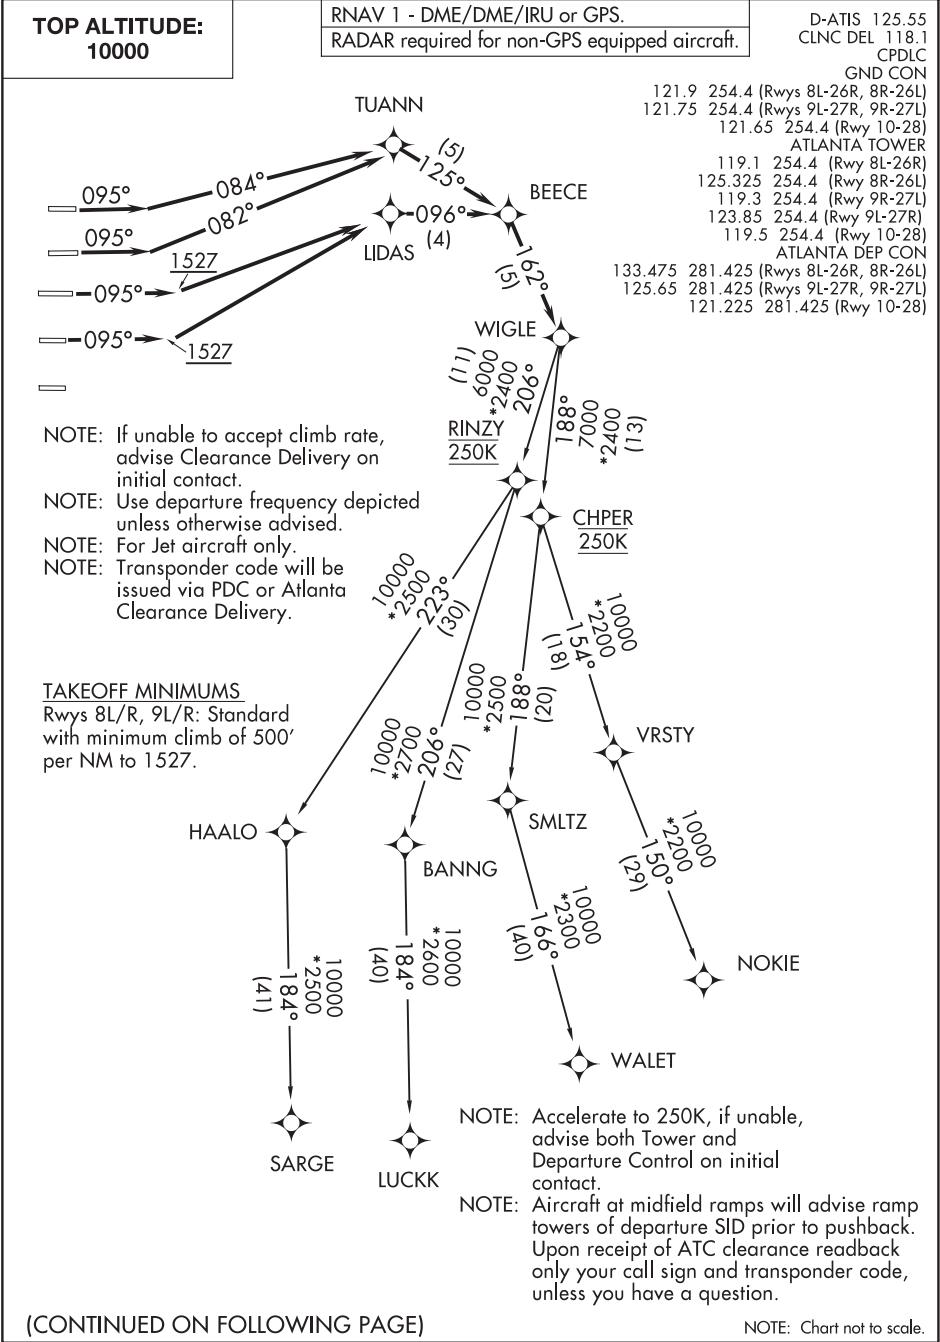 TOP ALTITUDE:
10000
RNAV 1 - DME/DME/IRU or GPS.
RADAR required for non-GPS equipped aircraft.
D-ATIS 125.55
CLNC DEL 118.1
CPDLC
GND CON
121.9 254.4 (Rwys 8L-26R, 8R-26L)
121.75 254.4 (Rwys 9L-27R, 9R-27L)
121.65 254.4 (Rwy 10-28)
ATLANTA TOWER
119.1 254.4 (Rwy 8L-26R)
125.325 254.4 (Rwy 8R-26L)
119.3 254.4 (Rwy 9R-27L)
123.85 254.4 (Rwy 9L-27R)
119.5 254.4 (Rwy 10-28)
ATLANTA DEP CON
133.475 281.425 (Rwys 8L-26R, 8R-26L)
125.65 281.425 (Rwys 9L-27R, 9R-27L)
121.225 281.425 (Rwy 10-28)
TUANN
(5)
125°
095°
084°
BEECE
095°
082°
096°
(4)
LIDAS
1527
095°
162°
(5)
095°
1527
WIGLE
(11)
6000
*2400
206°
188°
7000
*2400
(13)
RINZY
250K
CHPER
250K
NOTE: If unable to accept climb rate,
advise Clearance Delivery on
initial contact.
NOTE: Use departure frequency depicted
unless otherwise advised.
NOTE: For Jet aircraft only.
NOTE: Transponder code will be
issued via PDC or Atlanta
Clearance Delivery.
10000
*2500
223°
(30)
10000
*2200
154°
(18)
10000
*2500
188°
(20)
10000
*2700
206°
(27)
TAKEOFF MINIMUMS
Rwys 8L/R, 9L/R: Standard
with minimum climb of 500'
per NM to 1527.
VRSTY
HAALO
SMLTZ
BANNG
10000
*2200
150°
(29)
10000
*2300
166°
(40)
10000
*2600
184°
(40)
10000
*2500
184°
(41)
NOKIE
WALET
SARGE
LUCKK
NOTE: Accelerate to 250K, if unable,
advise both Tower and
Departure Control on initial
contact.
NOTE: Aircraft at midfield ramps will advise ramp
towers of departure SID prior to pushback.
Upon receipt of ATC clearance readback
only your call sign and transponder code,
unless you have a question.
(CONTINUED ON FOLLOWING PAGE)
NOTE: Chart not to scale.